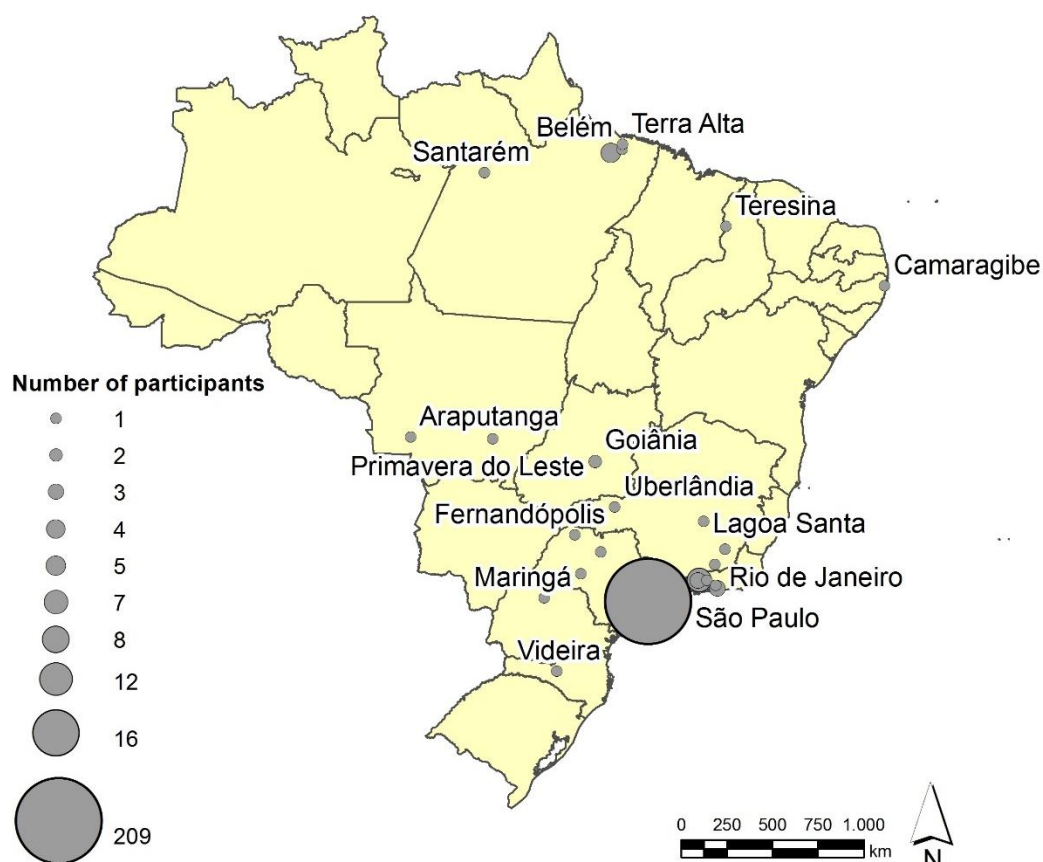 Belém
Terra Alta
Santarém
Teresina
Camaragibe
Number of participants
1
2
3
4
5
7
8
12
16
209
Araputanga
Goiânia
Primavera do Leste
Uberlândia
Fernandópolis
Lagoa Santa
Maringá
Rio de Janeiro
São Paulo
Videira
0 250 500 750 1.000
km
N